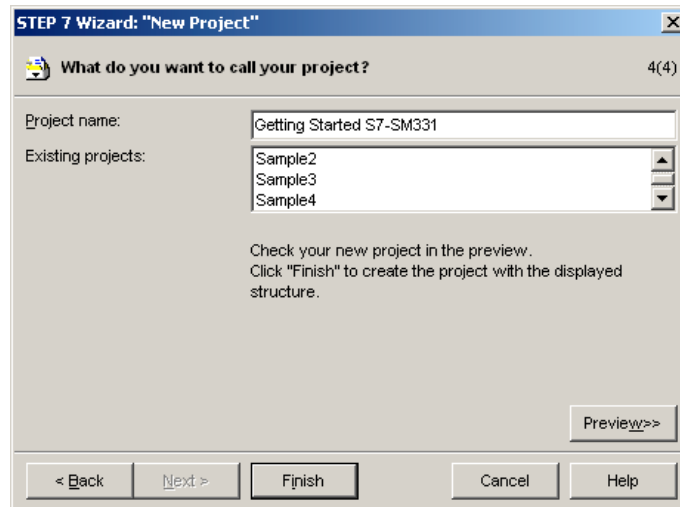 STEP 7 Wizard: "New Project"
What do you want to call your project?
4(4)
Project name:
Getting Started S7-SM331
Existing projects:
Sample2
Sample3
Sample4
Check your new project in the preview.
Click "Finish" to create the project with the displayed
structure.
Preview>>
< Back
Next >
Finish
Cancel
Help